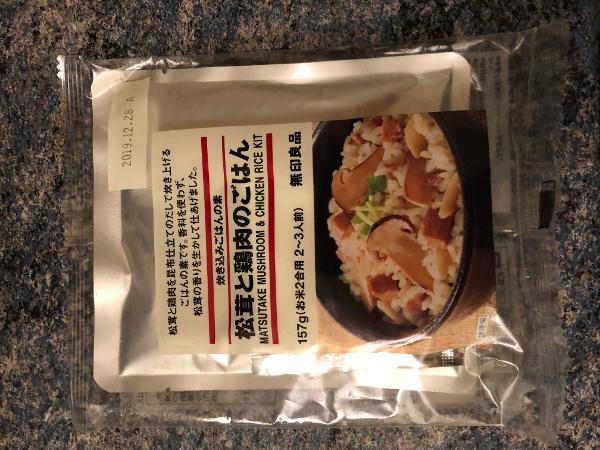 2019.12.28 A
松茸と鶏肉を昆布仕立てのだしで炊き上げる
ごはんの素です。香料を使わず、
松茸の香りを生かして仕あげました。
炊き込みごはんの素
松茸と鶏肉のごはん
MATSUTAKE MUSHROOM & CHICKEN RICE KIT
157g(お米2合用 2〜3人前)
無印良品